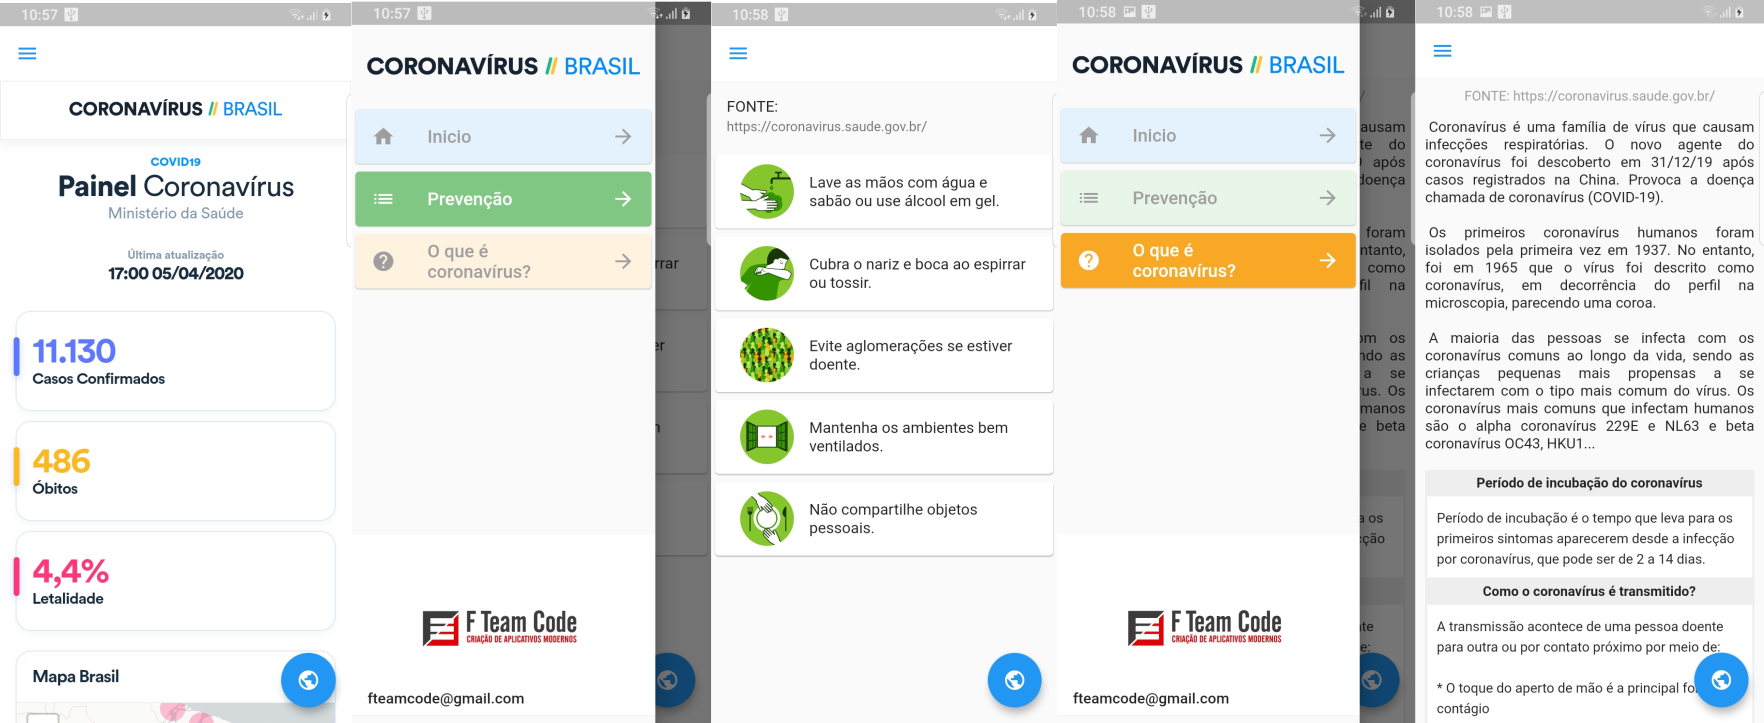 10:57
CORONAVÍRUS // BRASIL
COVID19
Painel Coronavírus
Ministério da Saúde
Última atualização
17:00 05/04/2020
11.130
Casos Confirmados
486
Óbitos
4,4%
Letalidade
Mapa Brasil
10:57
CORONAVÍRUS // BRASIL
Inicio
Prevenção
O que é
coronavírus?
rrar
er
F Team Code
CRIAÇÃO DE APLICATIVOS MODERNOS
fteamcode@gmail.com
10:58
FONTE:
https://coronavirus.saude.gov.br/
Lave as mãos com água e
sabão ou use álcool em gel.
Cubra o nariz e boca ao espirrar
ou tossir.
Evite aglomerações se estiver
doente.
Mantenha os ambientes bem
ventilados.
Não compartilhe objetos
pessoais.
10:58
CORONAVÍRUS // BRASIL
Inicio
Prevenção
O que é
coronavírus?
F Team Code
CRIAÇÃO DE APLICATIVOS MODERNOS
fteamcode@gmail.com
10:58
FONTE: https://coronavirus.saude.gov.br/
Coronavírus é uma família de vírus que causam
infecções respiratórias. O novo agente do
coronavírus foi descoberto em 31/12/19 após
casos registrados na China. Provoca a doença
chamada de coronavírus (COVID-19).
Os primeiros coronavírus humanos foram
isolados pela primeira vez em 1937. No entanto,
foi em 1965 que o vírus foi descrito como
coronavírus, em decorrência do perfil na
microscopia, parecendo uma coroa.
A maioria das pessoas se infecta com os
coronavírus comuns ao longo da vida, sendo as
crianças pequenas mais propensas a se
infectarem com o tipo mais comum do vírus. Os
coronavírus mais comuns que infectam humanos
são o alpha coronavírus 229E e NL63 e beta
coronavírus OC43, HKU1...
Período de incubação do coronavírus
Período de incubação é o tempo que leva para os
primeiros sintomas aparecerem desde a infecção
por coronavírus, que pode ser de 2 a 14 dias.
Como o coronavírus é transmitido?
A transmissão acontece de uma pessoa doente
para outra ou por contato próximo por meio de:
* O toque do aperto de mão é a principal
contágio